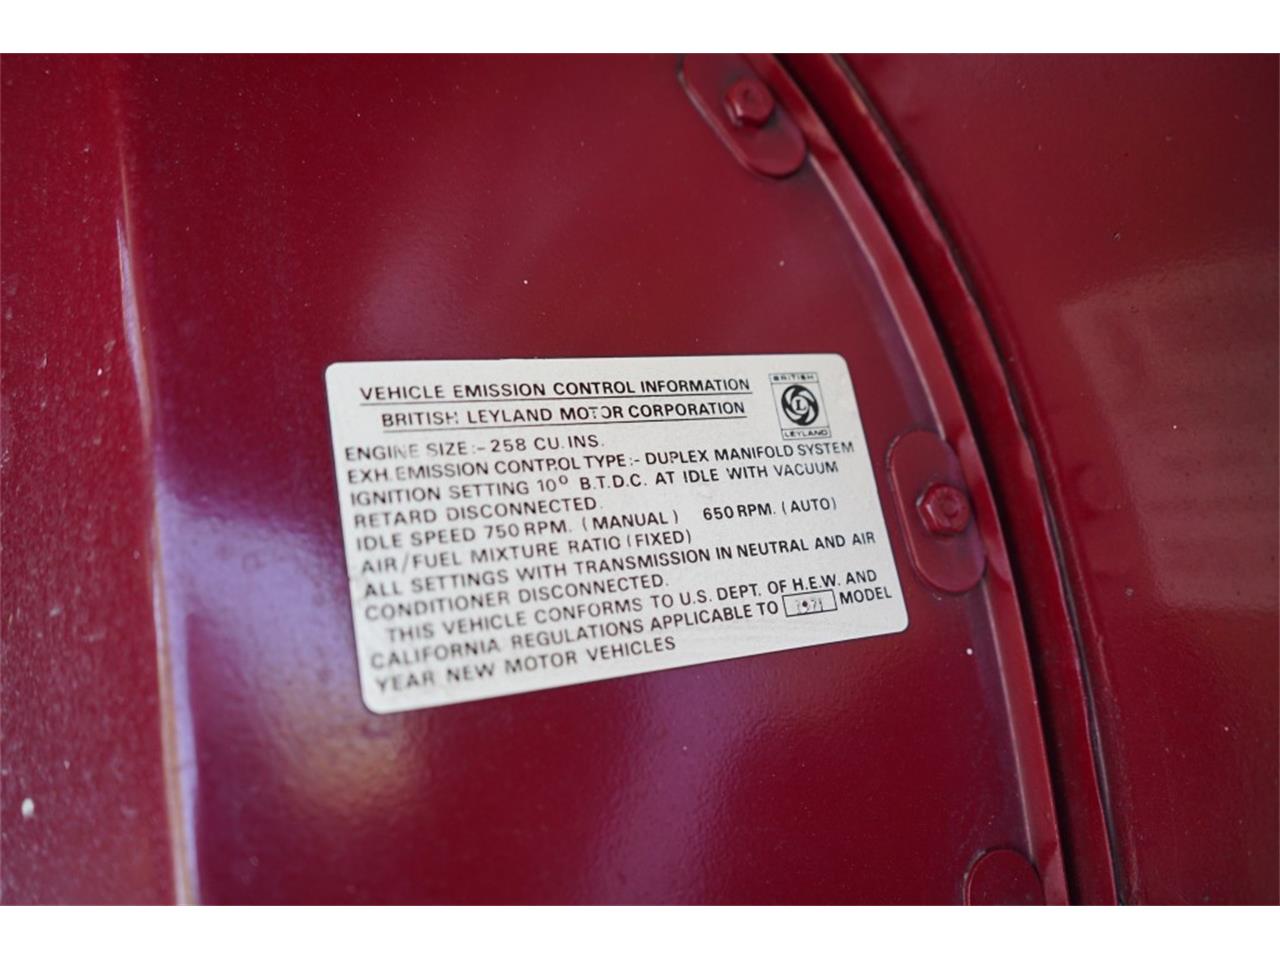 VEHICLE EMISSION CONTROL INFORMATION
BRITISH LEYLAND MOTOR CORPORATION
BRITISH
L
LEYLAND
ENGINE SIZE:- 258 CU. INS.
EXH. EMISSION CONTROL TYPE:- DUPLEX MANIFOLD SYSTEM
IGNITION SETTING 10° B.T.D.C. AT IDLE WITH VACUUM
RETARD DISCONNECTED.
IDLE SPEED 750 RPM. (MANUAL) 650 RPM. (AUTO)
AIR/FUEL MIXTURE RATIO (FIXED)
ALL SETTINGS WITH TRANSMISSION IN NEUTRAL AND AIR
CONDITIONER DISCONNECTED.
THIS VEHICLE CONFORMS TO U.S. DEPT. OF H.E.W. AND
CALIFORNIA REGULATIONS APPLICABLE TO 1971 MODEL
YEAR NEW MOTOR VEHICLES